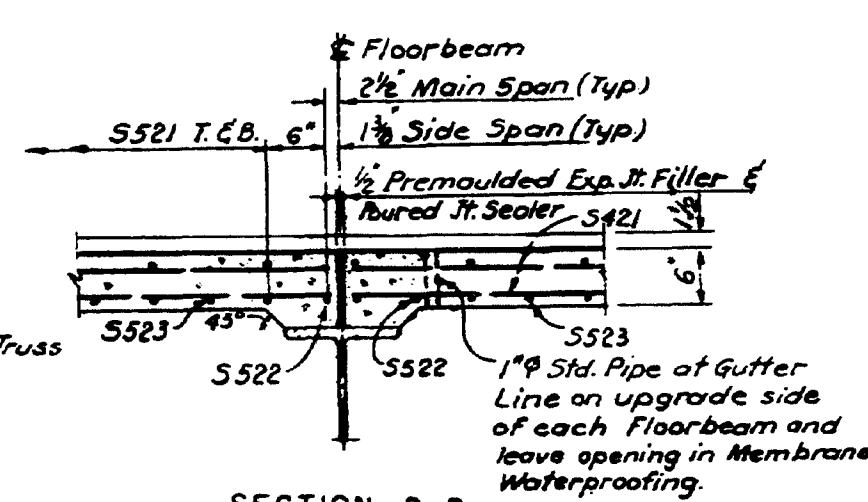 ℄ Floorbeam
2½" Main Span (Typ)
S521 T. & B. 6" 1⅜" Side Span (Typ)
½" Premoulded Exp. Jt. Filler &
Poured Jt. Sealer
S421
1½"
6"
S523
45°
S523
Truss
S522
S522
1"φ Std. Pipe at Gutter
Line on upgrade side
of each Floorbeam and
leave opening in Membrane
Waterproofing.
SECTION